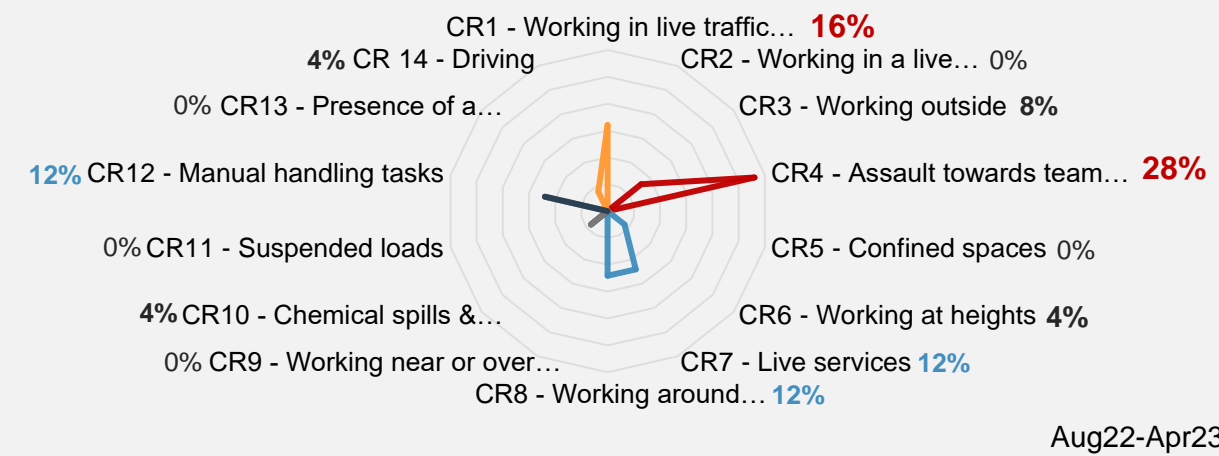 CR1 - Working in live traffic… 16%
4% CR 14 - Driving
CR2 - Working in a live… 0%
0% CR13 - Presence of a…
CR3 - Working outside 8%
12% CR12 - Manual handling tasks
CR4 - Assault towards team… 28%
0% CR11 - Suspended loads
CR5 - Confined spaces 0%
4% CR10 - Chemical spills &…
CR6 - Working at heights 4%
0% CR9 - Working near or over…
CR7 - Live services 12%
CR8 - Working around… 12%
Aug22-Apr23